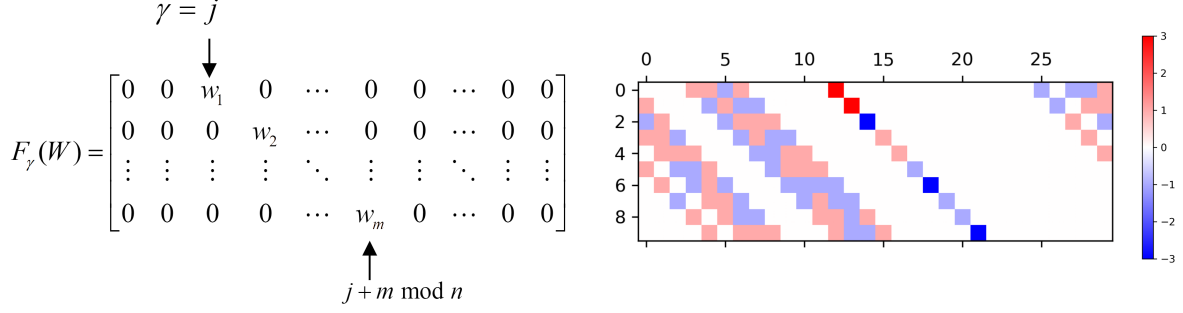 γ = j
F_γ(W) = [ 0 0 w_1 0 ⋯ 0 0 ⋯ 0 0
0 0 0 w_2 ⋯ 0 0 ⋯ 0 0
⋮ ⋮ ⋮ ⋮ ⋱ ⋮ ⋮ ⋱ ⋮ ⋮
0 0 0 0 ⋯ w_m 0 ⋯ 0 0 ]
j + m mod n
0 5 10 15 20 25
0
2
4
6
8
3
2
1
0
−1
−2
−3